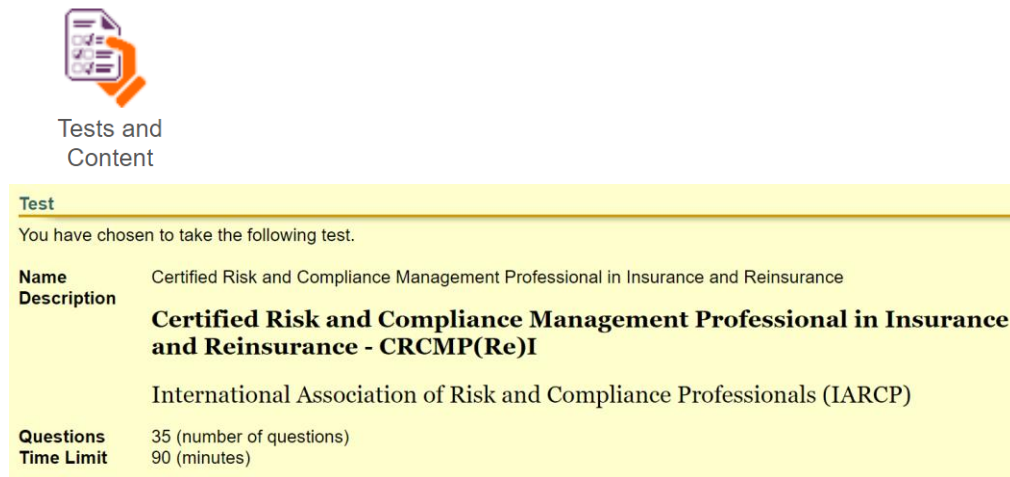 Tests and
Content
Test
You have chosen to take the following test.
Name Certified Risk and Compliance Management Professional in Insurance and Reinsurance
Description
Certified Risk and Compliance Management Professional in Insurance
and Reinsurance - CRCMP(Re)I
International Association of Risk and Compliance Professionals (IARCP)
Questions 35 (number of questions)
Time Limit 90 (minutes)